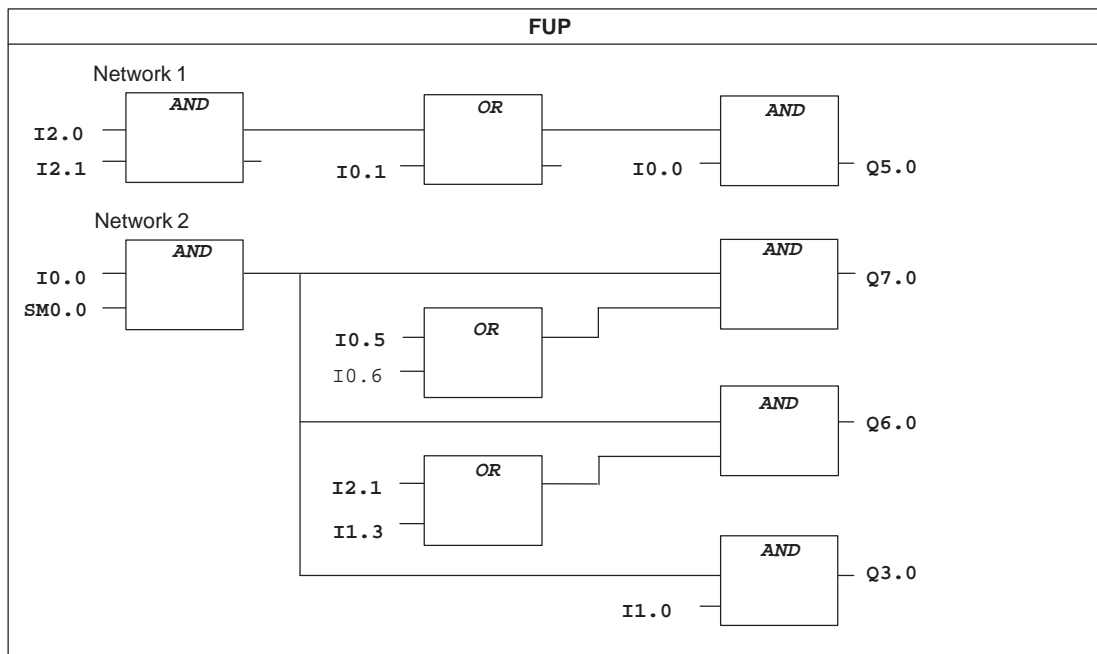 FUP
Network 1
AND
OR
AND
I2.0
I2.1
I0.1
I0.0
Q5.0
Network 2
AND
AND
I0.0
Q7.0
SM0.0
OR
I0.5
I0.6
AND
Q6.0
OR
I2.1
I1.3
AND
Q3.0
I1.0